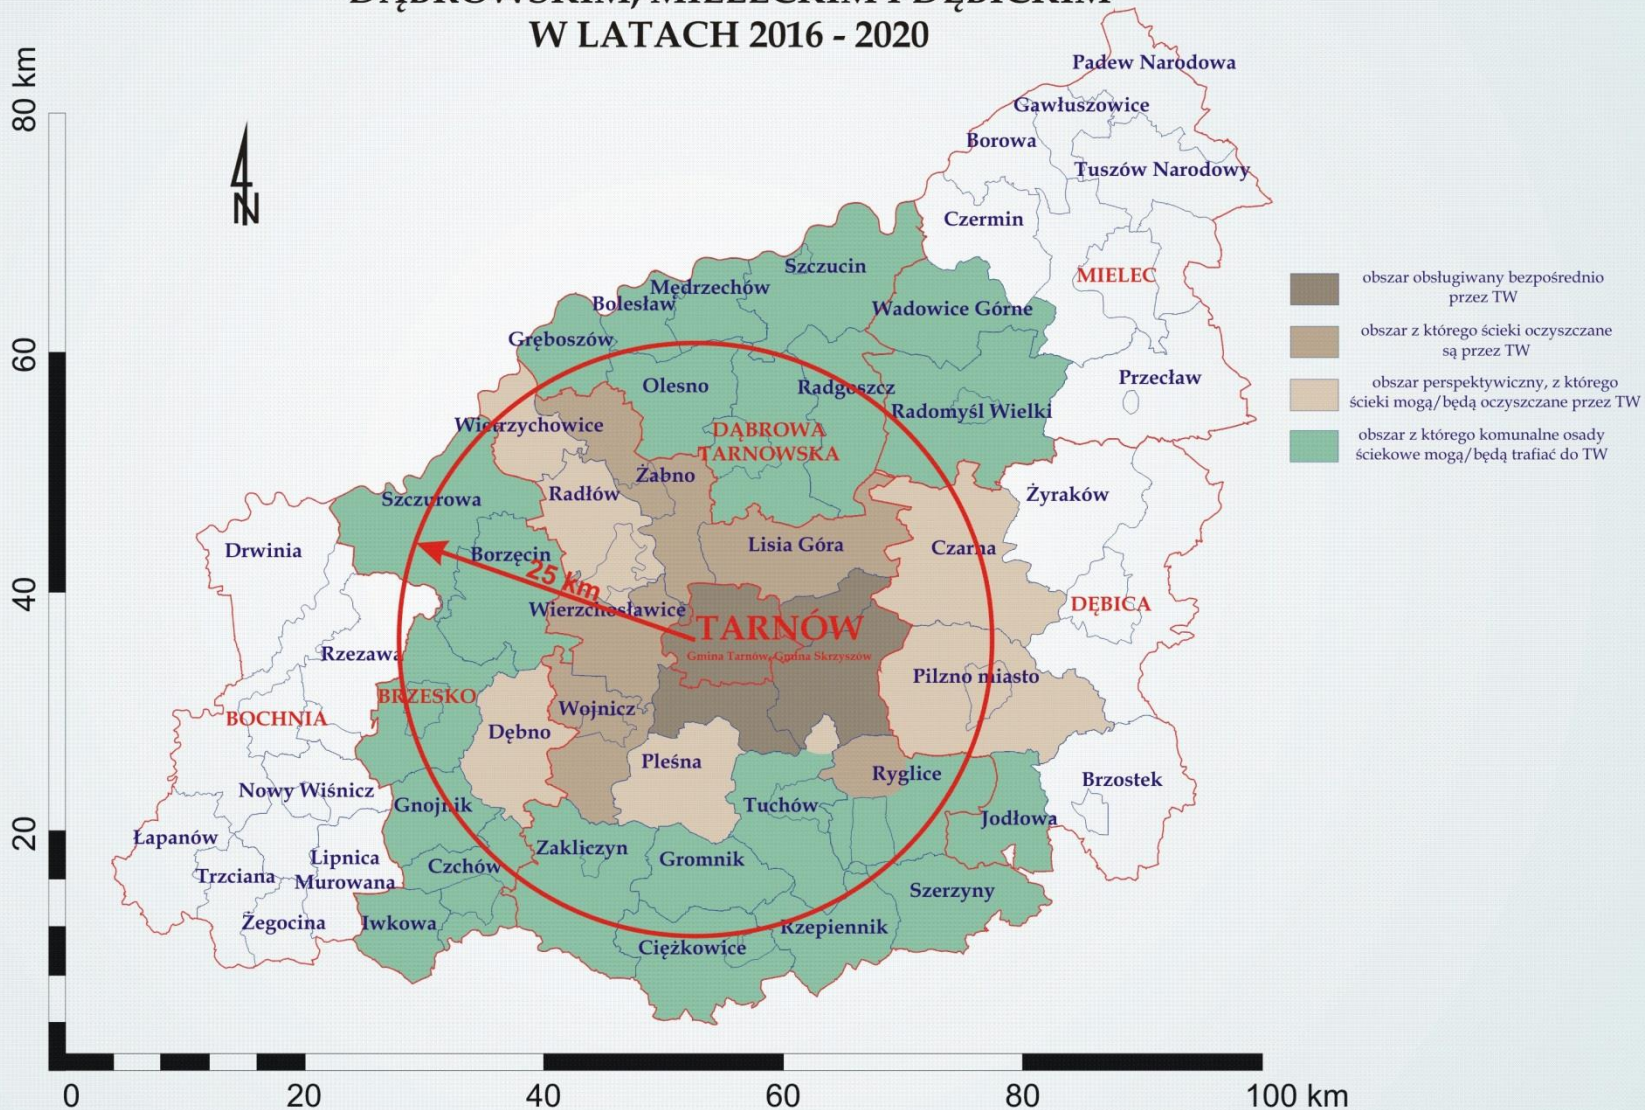 DĄBROWSKIM, MIELECKIM I DĘBICKIM
W LATACH 2016 - 2020
Padew Narodowa
80 km
Gawłuszowice
Borowa
Tuszów Narodowy
N
Czermin
Szczucin
MIELEC
obszar obsługiwany bezpośrednio
przez TW
Mędrzechów
Bolesław
Wadowice Górne
Gręboszów
obszar z którego ścieki oczyszczane
są przez TW
60
Przecław
obszar perspektywiczny, z którego
ścieki mogą/będą oczyszczane przez TW
Olesno
Radgoszcz
Radomyśl Wielki
Wietrzychowice
DĄBROWA
TARNOWSKA
obszar z którego komunalne osady
ściekowe mogą/będą trafiać do TW
Żabno
Radłów
Żyraków
Szczurowa
Drwinia
Borzęcin
Lisia Góra
Czarna
25 km
40
Wierzchosławice
DĘBICA
TARNÓW
Gmina Tarnów, Gmina Skrzyszów
Rzezawa
Pilzno miasto
BRZESKO
Wojnicz
BOCHNIA
Dębno
Pleśna
Ryglice
Brzostek
Nowy Wiśnicz
Gnojnik
Tuchów
Jodłowa
20
Łapanów
Zakliczyn
Gromnik
Lipnica
Murowana
Czchów
Trzciana
Szerzyny
Żegocina
Iwkowa
Rzepiennik
Ciężkowice
0 20 40 60 80 100 km